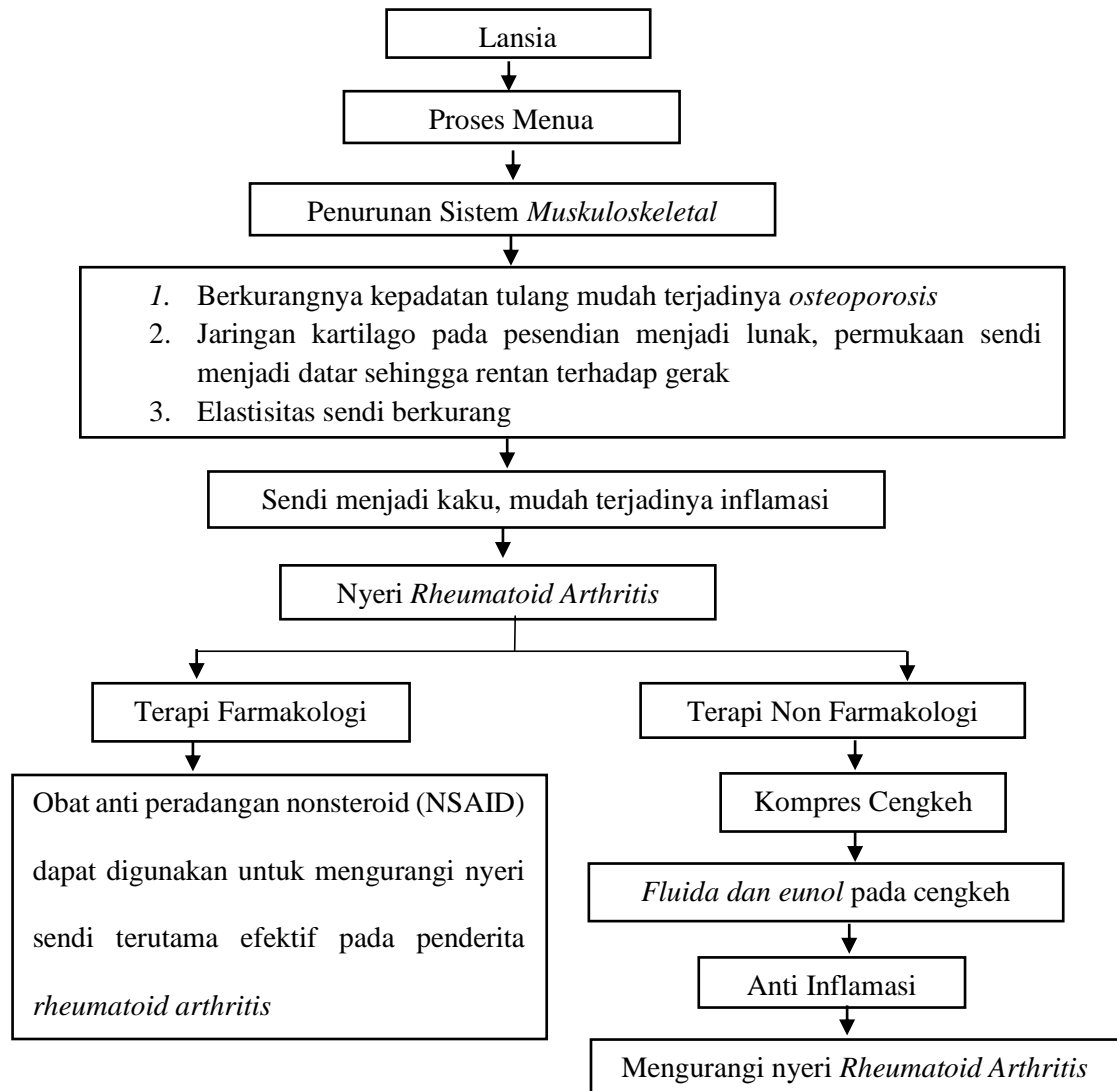 Lansia
Proses Menua
Penurunan Sistem Muskuloskeletal
1. Berkurangnya kepadatan tulang mudah terjadinya osteoporosis
2. Jaringan kartilago pada pesendian menjadi lunak, permukaan sendi
menjadi datar sehingga rentan terhadap gerak
3. Elastisitas sendi berkurang
Sendi menjadi kaku, mudah terjadinya inflamasi
Nyeri Rheumatoid Arthritis
Terapi Farmakologi
Obat anti peradangan nonsteroid (NSAID)
dapat digunakan untuk mengurangi nyeri
sendi terutama efektif pada penderita
rheumatoid arthritis
Terapi Non Farmakologi
Kompres Cengkeh
Fluida dan eunol pada cengkeh
Anti Inflamasi
Mengurangi nyeri Rheumatoid Arthritis